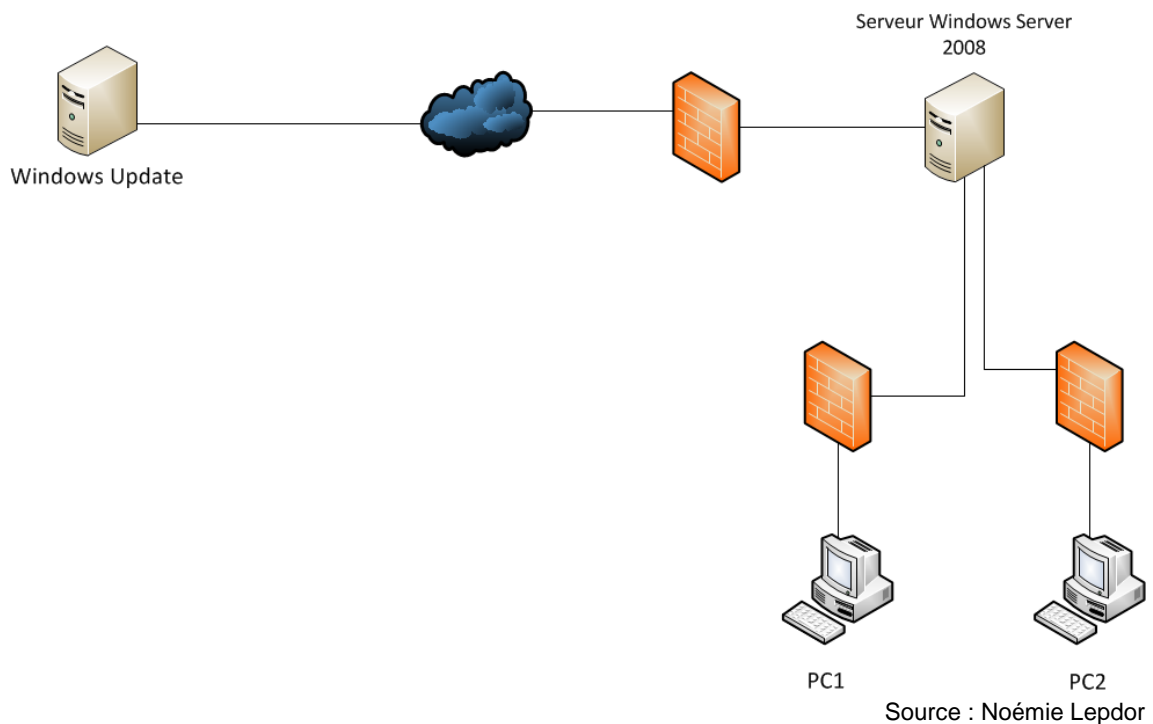 Serveur Windows Server
2008
Windows Update
PC1
PC2
Source : Noémie Lepdor